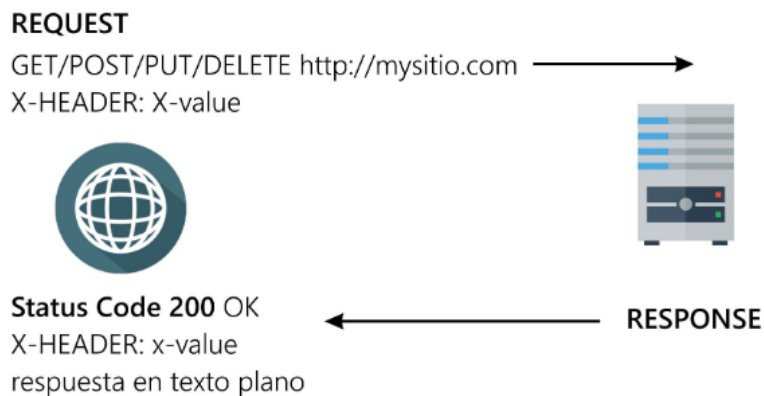 REQUEST
GET/POST/PUT/DELETE http://mysitio.com
X-HEADER: X-value
Status Code 200 OK
RESPONSE
X-HEADER: x-value
respuesta en texto plano